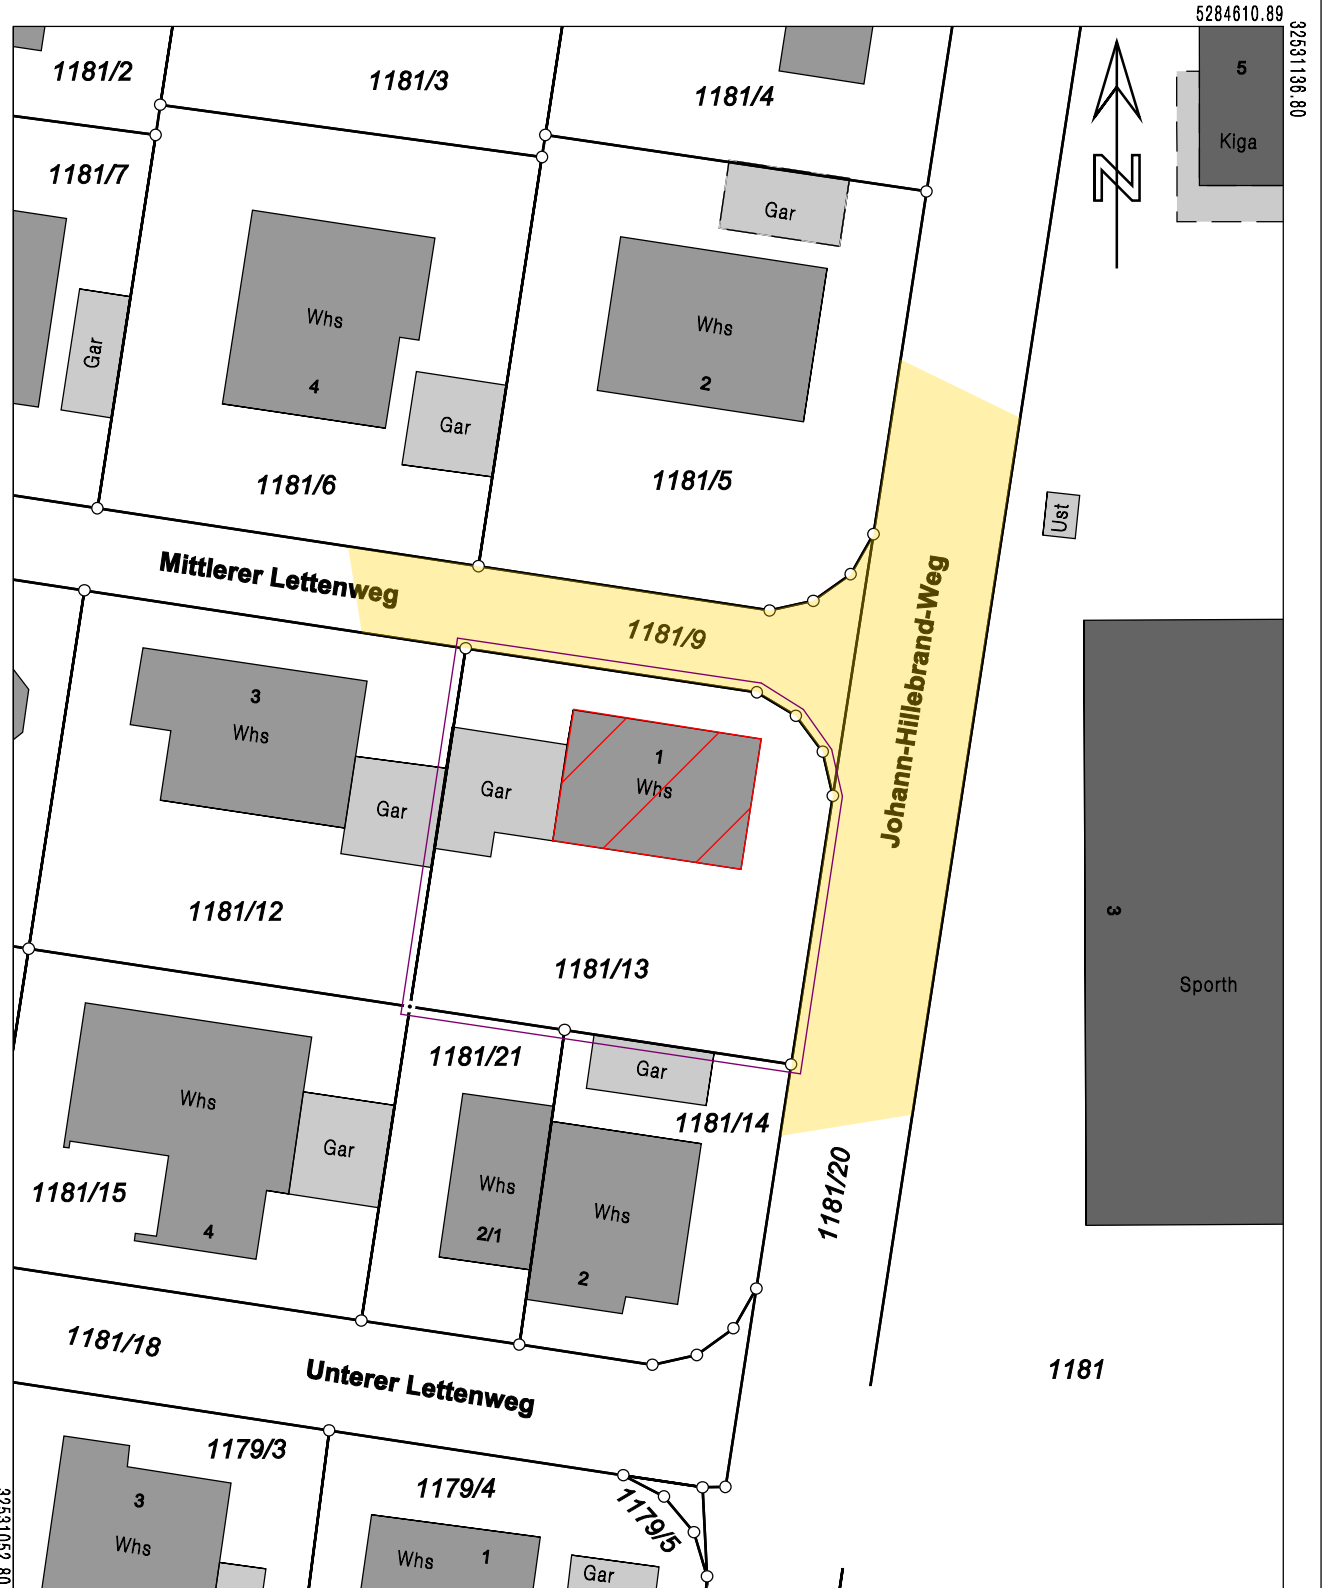 5284610.89
32531136.80
1181/2
1181/3
1181/4
5
Kiga
1181/7
Gar
Whs
4
Gar
Gar
Whs
2
1181/6
1181/5
Ust
Mittlerer Lettenweg
1181/9
Johann-Hillebrand-Weg
3
Whs
Gar
Gar
1
Whs
1181/12
1181/13
3
Sporth
1181/21
Gar
1181/14
Whs
Gar
1181/15
4
Whs
2/1
Whs
2
1181/20
1181/18
Unterer Lettenweg
1181
1179/3
1179/4
1179/5
3
Whs
Whs
1
Gar
32531052.80